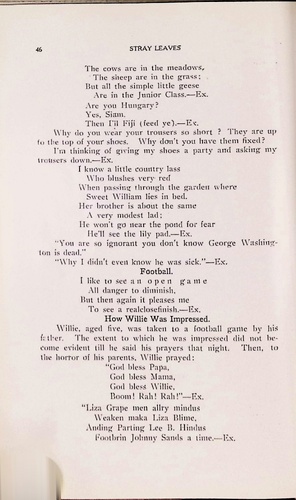 46
STRAY LEAVES
The cows are in the meadows,
The sheep are in the grass;
But all the simple little geese
Are in the Junior Class.—Ex.
Are you Hungary?
Yes, Siam.
Then I'll Fiji (feed ye).—Ex.
Why do you wear your trousers so short ? They are up
to the top of your shoes. Why don't you have them fixed?
I'm thinking of giving my shoes a party and asking my
trousers down.—Ex.
I know a little country lass
Who blushes very red
When passing through the garden where
Sweet William lies in bed.
Her brother is about the same
A very modest lad;
He won't go near the pond for fear
He'll see the lily pad.—Ex.
"You are so ignorant you don't know George Washing-
ton is dead."
"Why I didn't even know he was sick."—Ex.
Football.
I like to see an open game
All danger to diminish,
But then again it pleases me
To see a realclosefinish.—Ex.
How Willie Was Impressed.
Willie, aged five, was taken to a football game by his
father. The extent to which he was impressed did not be-
come evident till he said his prayers that night. Then, to
the horror of his parents, Willie prayed:
"God bless Papa,
God bless Mama,
God bless Willie,
Boom! Rah! Rah!"—Ex.
"Liza Grape men allry mindus
Weaken maka Liza Blime,
Anding Parting Lee B. Hindus
Footbrin Johnny Sands a time.—Ex.